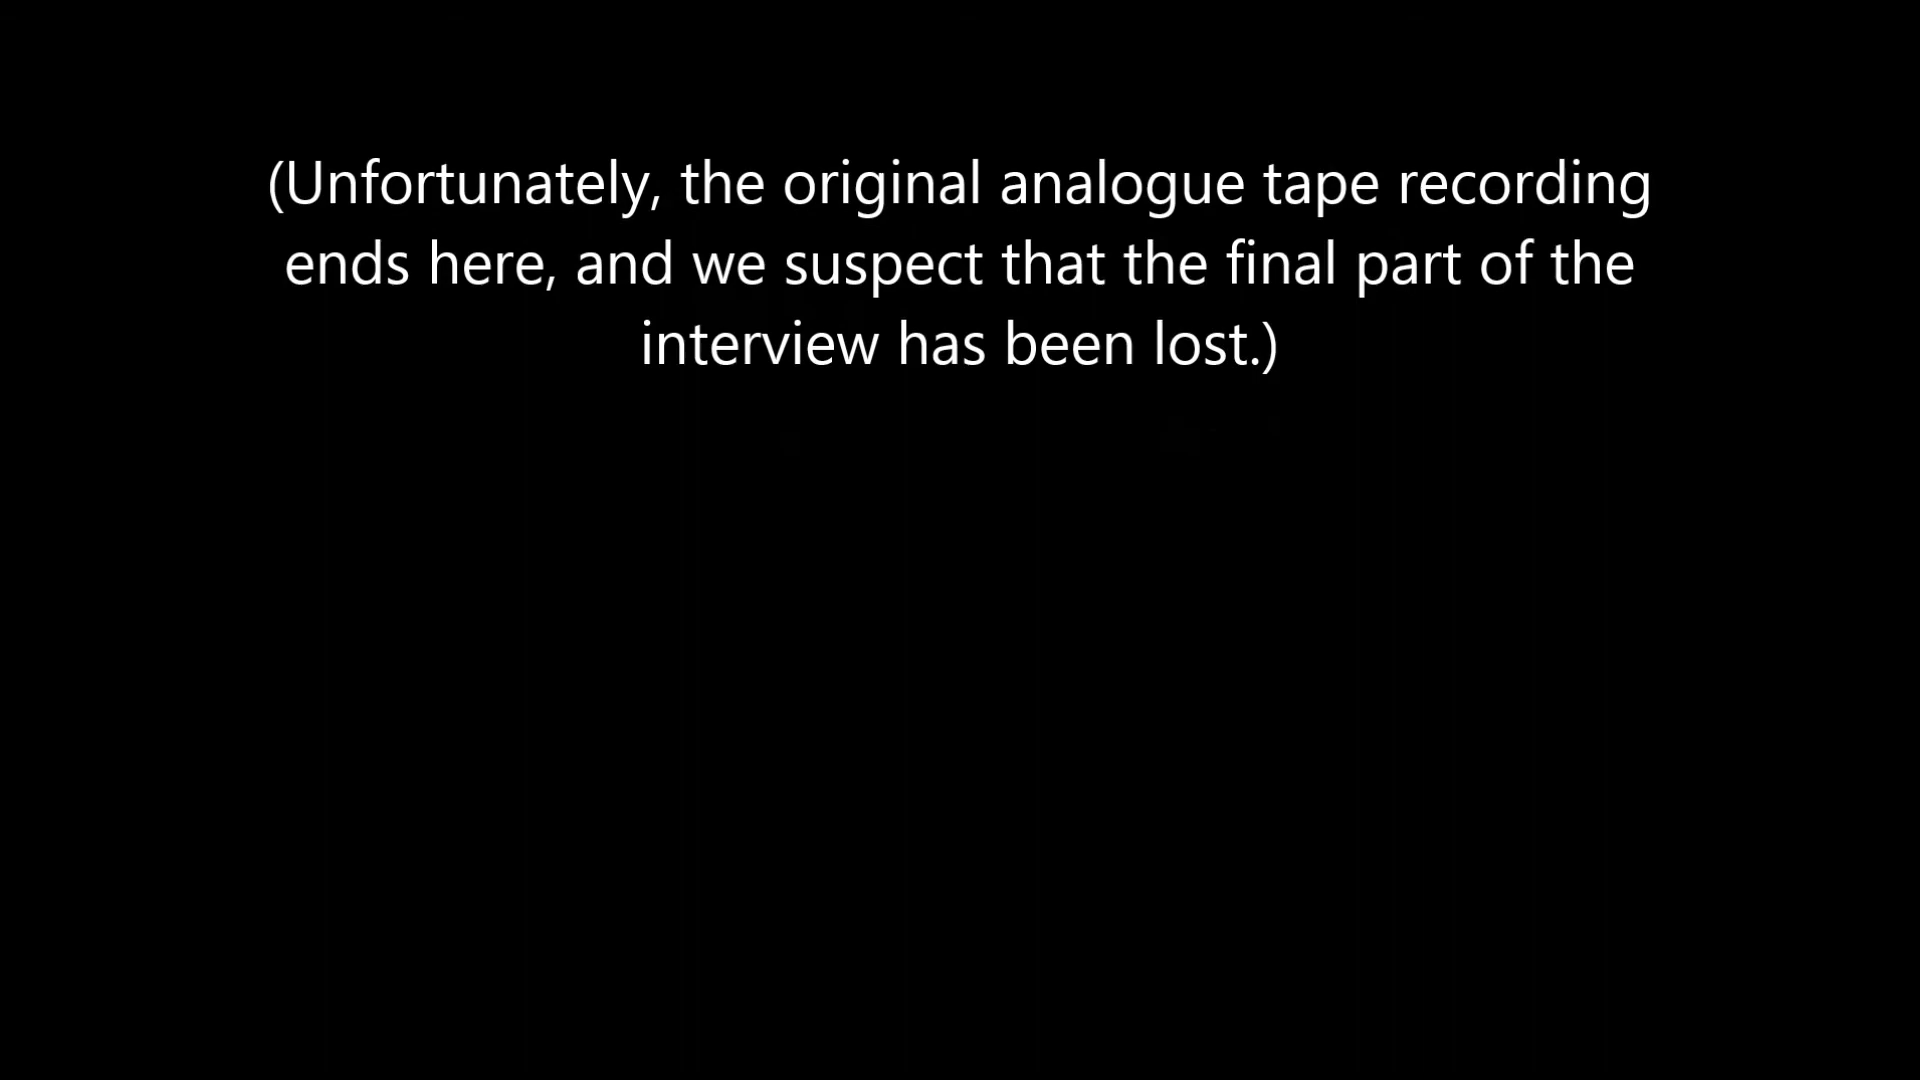 (Unfortunately, the original analogue tape recording
ends here, and we suspect that the final part of the
interview has been lost.)